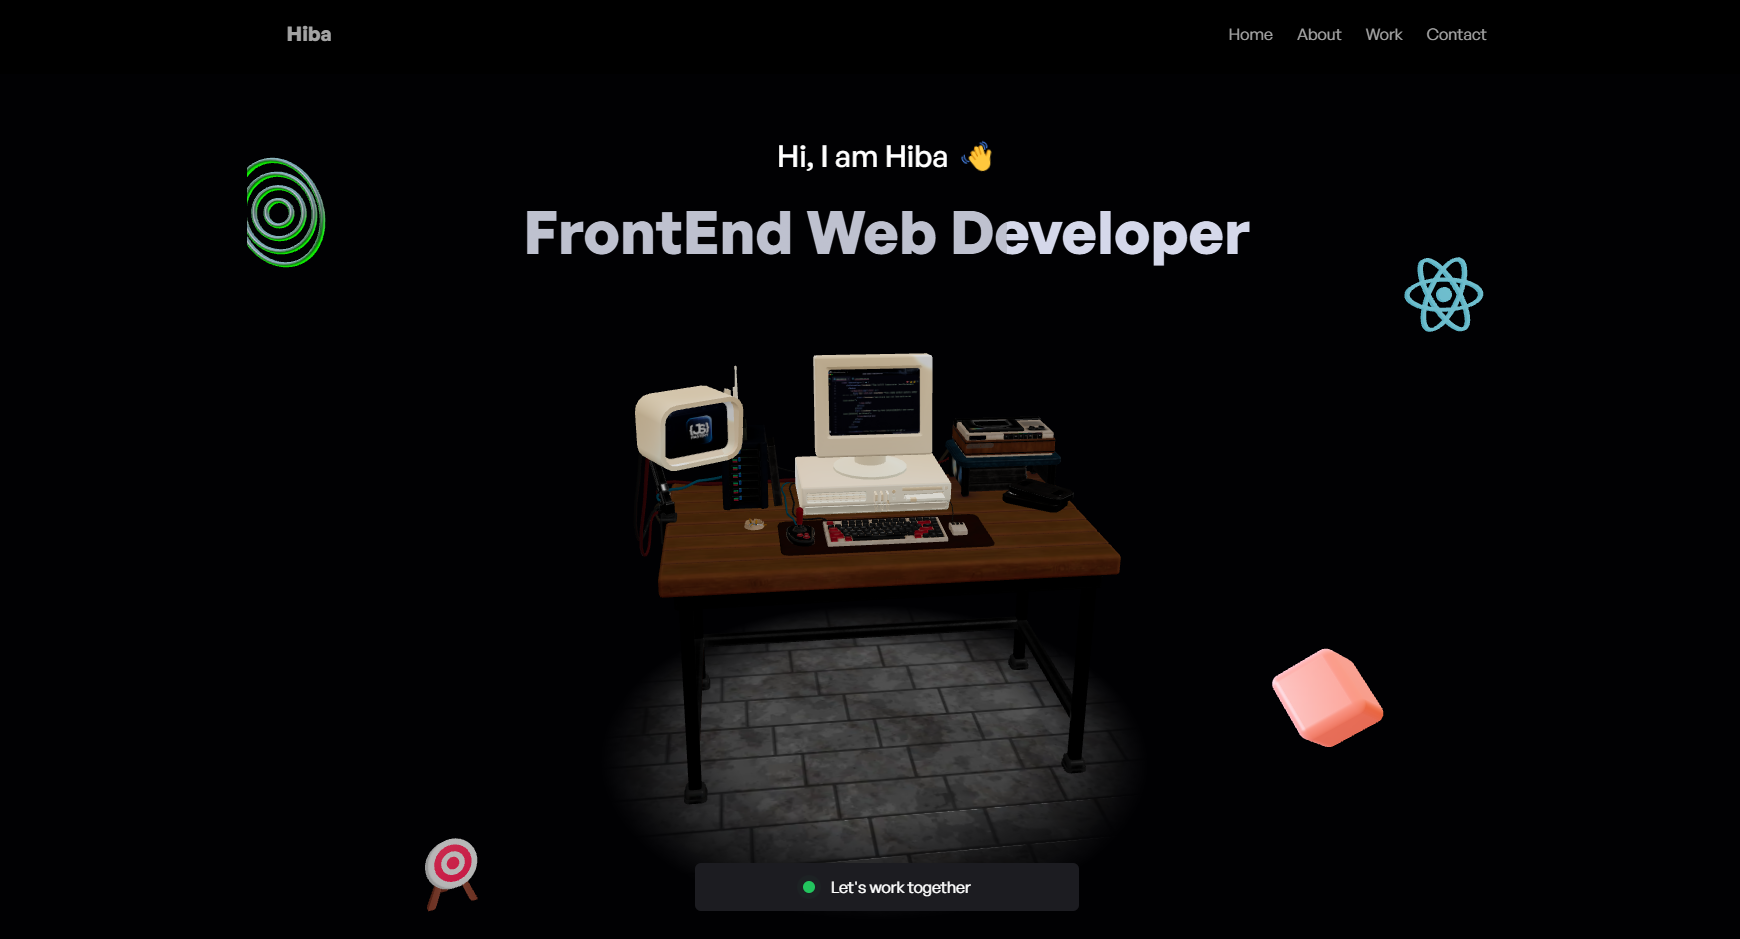 Hiba
Home About Work Contact
Hi, I am Hiba 👋
FrontEnd Web Developer
{JS}
Let's work together